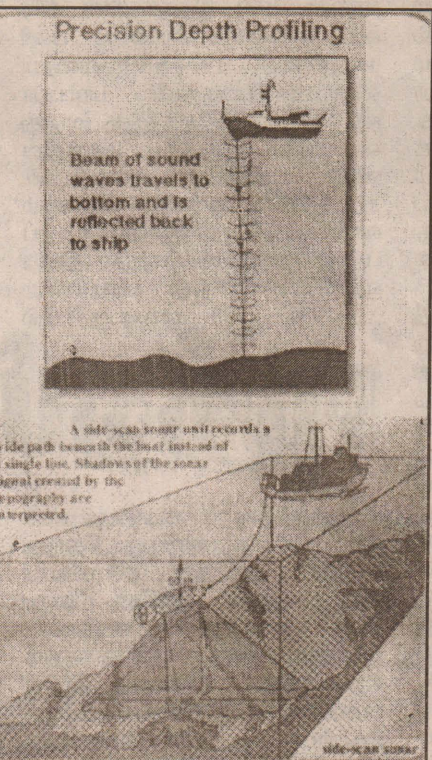 Precision Depth Profiling
Beam of sound
waves travels to
bottom and is
reflected back
to ship
A side-scan sonar unit records a
wide path beneath the boat instead of
a single line. Shadows of the sonar
signal created by the
topography are
interpreted.
side-scan sonar